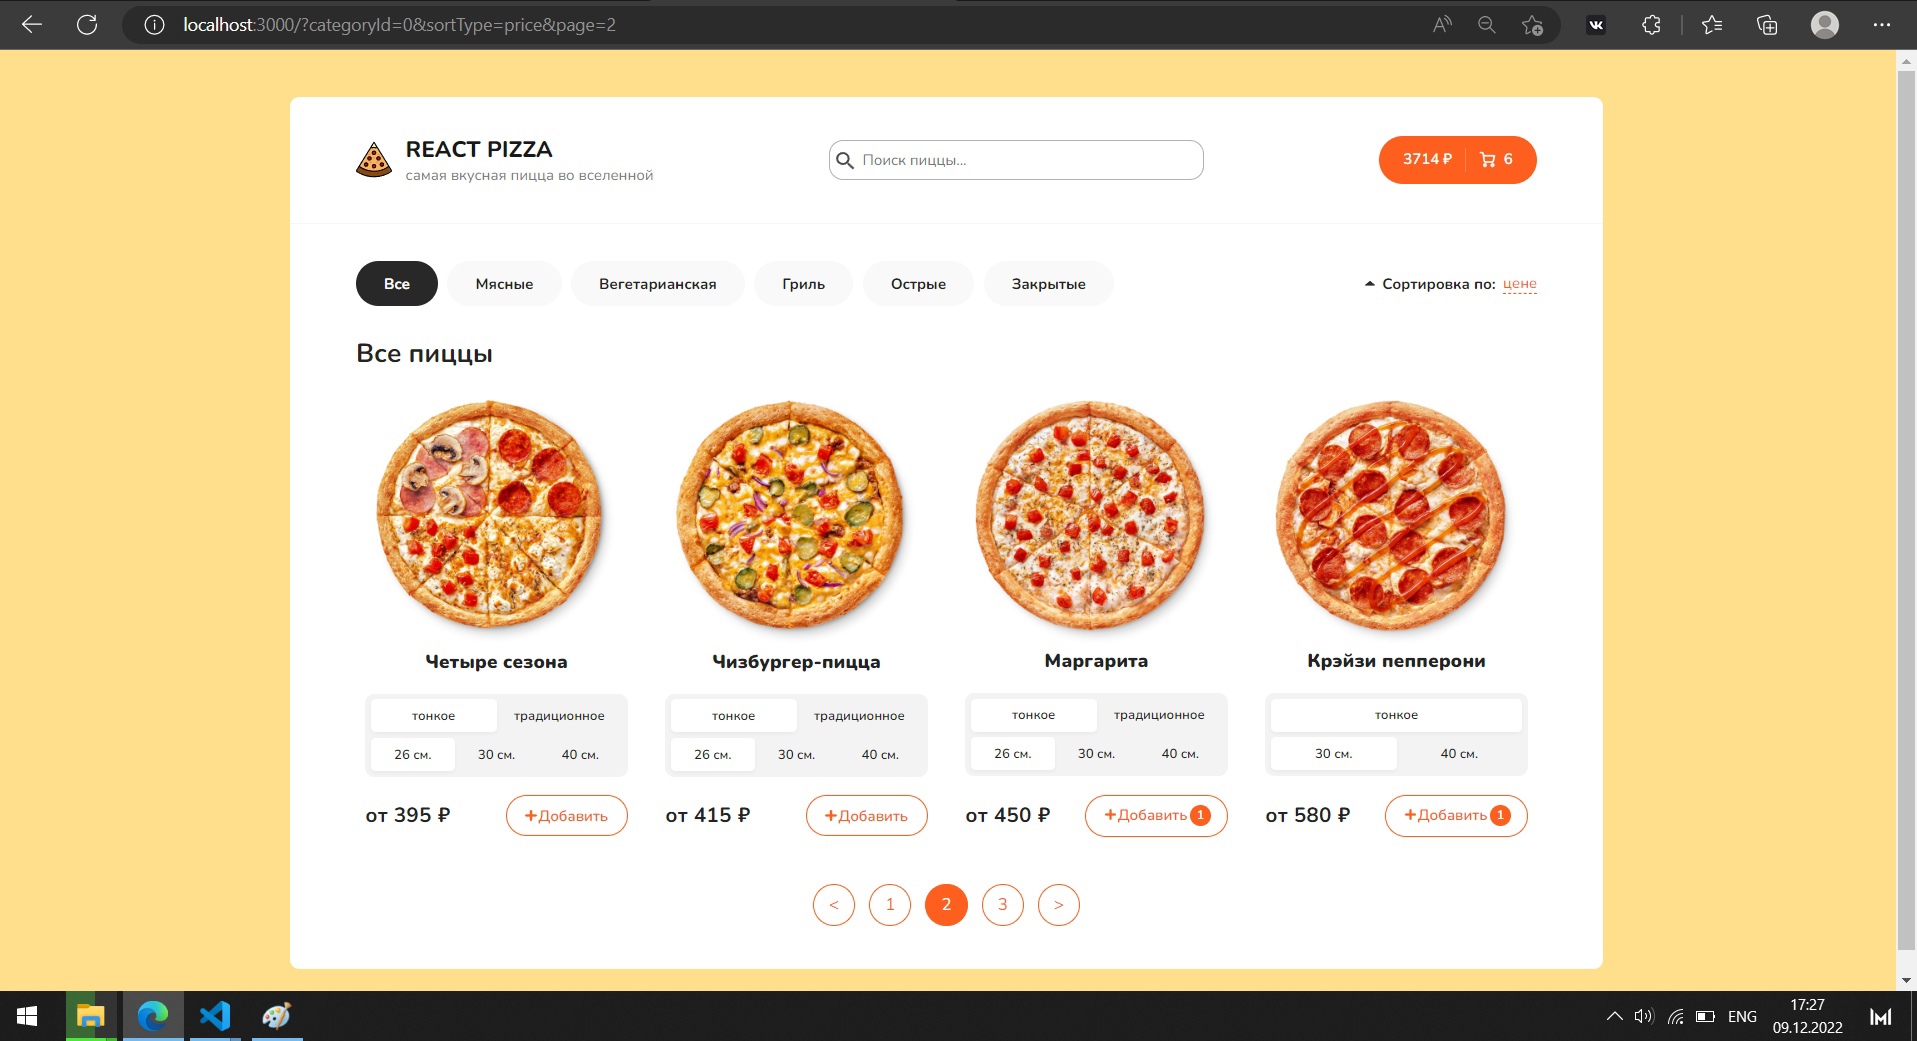 localhost:3000/?categoryId=0&sortType=price&page=2
REACT PIZZA
самая вкусная пицца во вселенной
Поиск пиццы...
3714 ₽ 6
Все Мясные Вегетарианская Гриль Острые Закрытые
Сортировка по: цене
Все пиццы
Четыре сезона
тонкое традиционное
26 см. 30 см. 40 см.
от 395 ₽ +Добавить
Чизбургер-пицца
тонкое традиционное
26 см. 30 см. 40 см.
от 415 ₽ +Добавить
Маргарита
тонкое традиционное
26 см. 30 см. 40 см.
от 450 ₽ +Добавить 1
Крэйзи пепперони
тонкое
30 см. 40 см.
от 580 ₽ +Добавить 1
< 1 2 3 >
ENG
17:27
09.12.2022